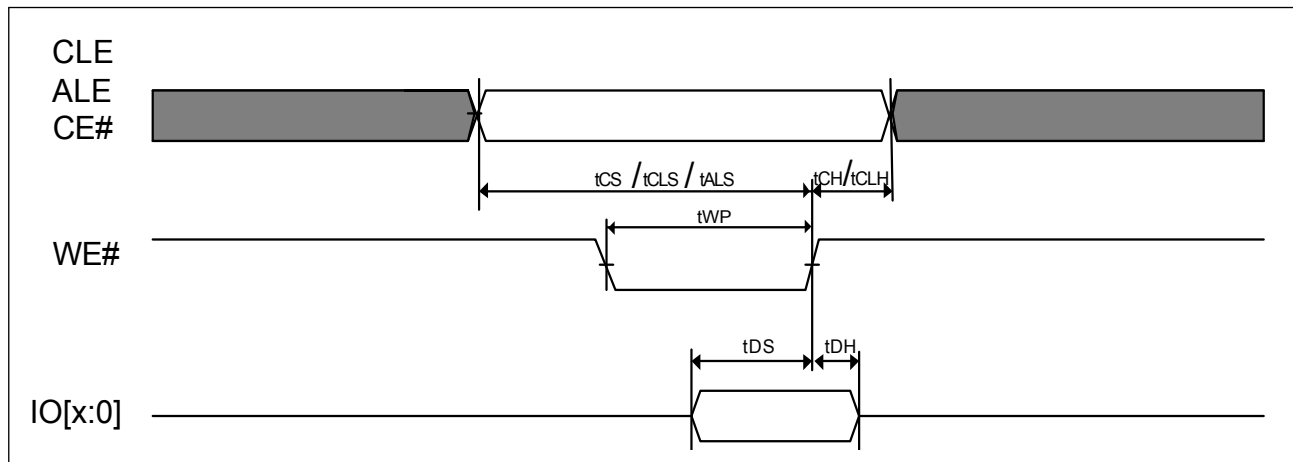 CLE
ALE
CE#
tCS /tCLS / tALS
tCH/tCLH
tWP
WE#
tDS
tDH
IO[x:0]